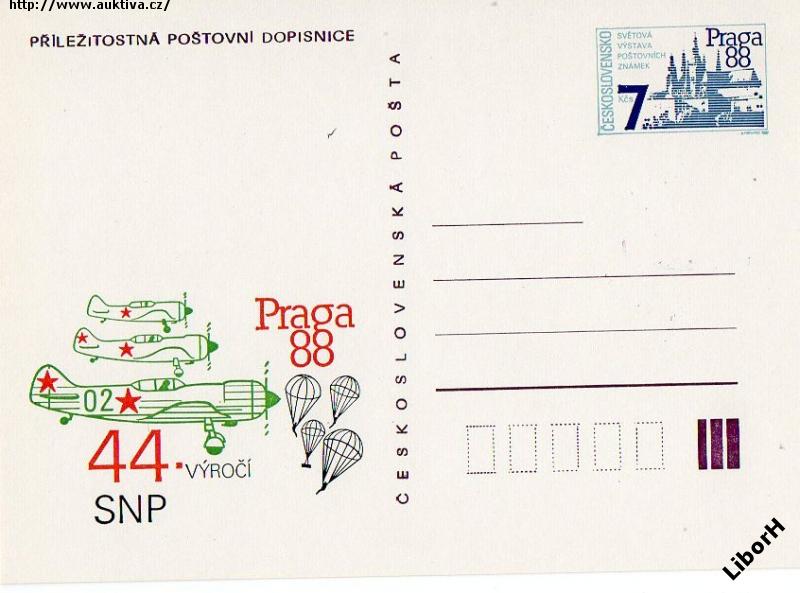 http://www.auktiva.cz/
PŘÍLEŽITOSTNÁ POŠTOVNÍ DOPISNICE
ČESKOSLOVENSKÁ POŠTA
ČESKOSLOVENSKO
SVĚTOVÁ
VÝSTAVA
POŠTOVNÍCH
ZNÁMEK
Praga
88
7
Kčs
Praga
88
02
44.
VÝROČÍ
SNP
LiborH